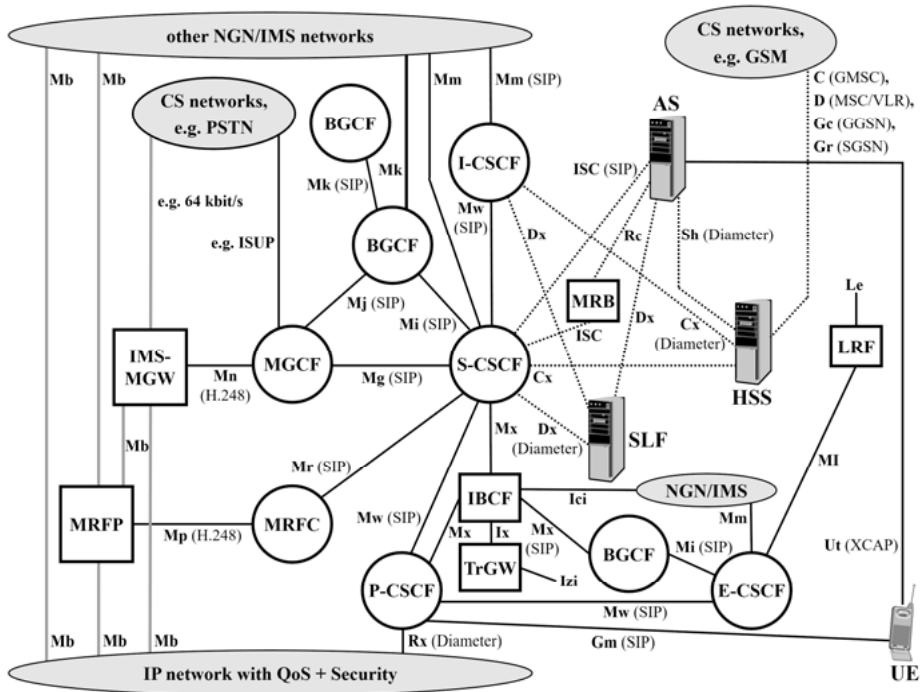 other NGN/IMS networks
CS networks,
e.g. GSM
Mb
Mb
Mm
Mm (SIP)
C (GMSC),
D (MSC/VLR),
Gc (GGSN),
Gr (SGSN)
CS networks,
e.g. PSTN
AS
BGCF
I-CSCF
Mk
Mk (SIP)
ISC (SIP)
e.g. 64 kbit/s
Mw
(SIP)
e.g. ISUP
BGCF
Dx
Rc
Sh (Diameter)
MRB
Le
Mj (SIP)
Mi (SIP)
ISC
Dx
Cx
(Diameter)
IMS-
MGW
MGCF
S-CSCF
LRF
Mn
(H.248)
Mg (SIP)
Cx
HSS
Mx
Dx
(Diameter)
SLF
Mb
Mr (SIP)
MI
MRFP
MRFC
IBCF
Ici
NGN/IMS
Mp (H.248)
Mw (SIP)
Mx
Ix
Mx
(SIP)
BGCF
Mm
Mi (SIP)
Ut (XCAP)
P-CSCF
TrGW
Izi
E-CSCF
Mw (SIP)
Mb
Mb
Mb
Rx (Diameter)
Gm (SIP)
UE
IP network with QoS + Security